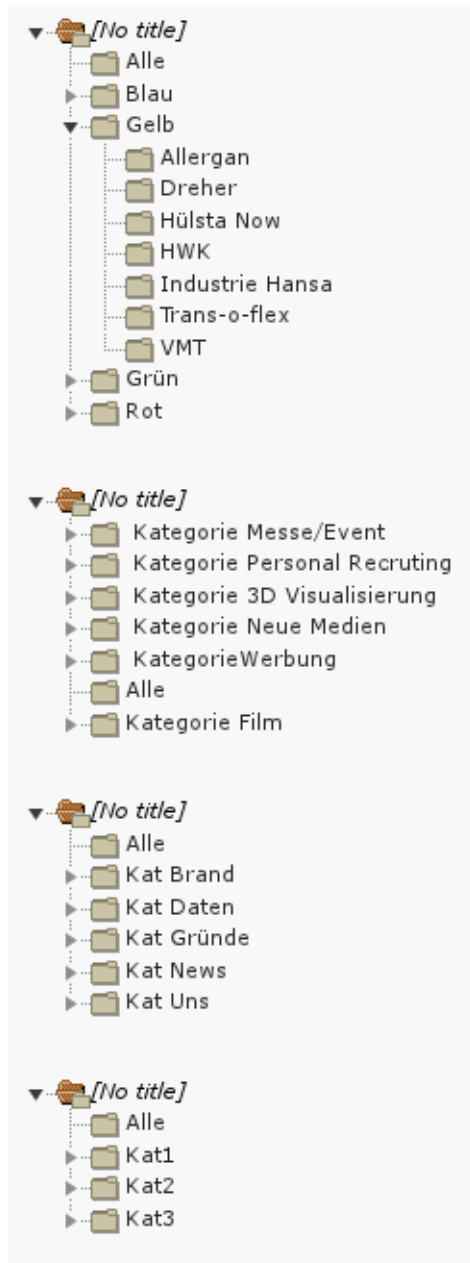 [No title]
Alle
Blau
Gelb
Allergan
Dreher
Hülsta Now
HWK
Industrie Hansa
Trans-o-flex
VMT
Grün
Rot
[No title]
Kategorie Messe/Event
Kategorie Personal Recruting
Kategorie 3D Visualisierung
Kategorie Neue Medien
KategorieWerbung
Alle
Kategorie Film
[No title]
Alle
Kat Brand
Kat Daten
Kat Gründe
Kat News
Kat Uns
[No title]
Alle
Kat1
Kat2
Kat3